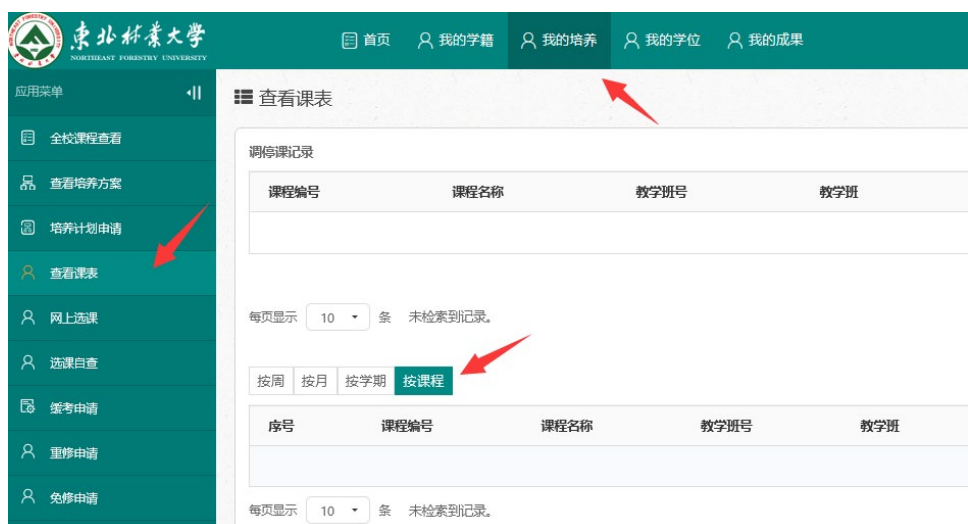 東北林業大学
NORTHEAST FORESTRY UNIVERSITY
首页 我的学籍 我的培养 我的学位 我的成果
应用菜单
全校课程查看
查看培养方案
培养计划申请
查看课表
网上选课
选课自查
缓考申请
重修申请
免修申请
查看课表
调停课记录
课程编号 课程名称 教学班号 教学班
每页显示 10 条 未检索到记录。
按周 按月 按学期 按课程
序号 课程编号 课程名称 教学班号 教学班
每页显示 10 条 未检索到记录。